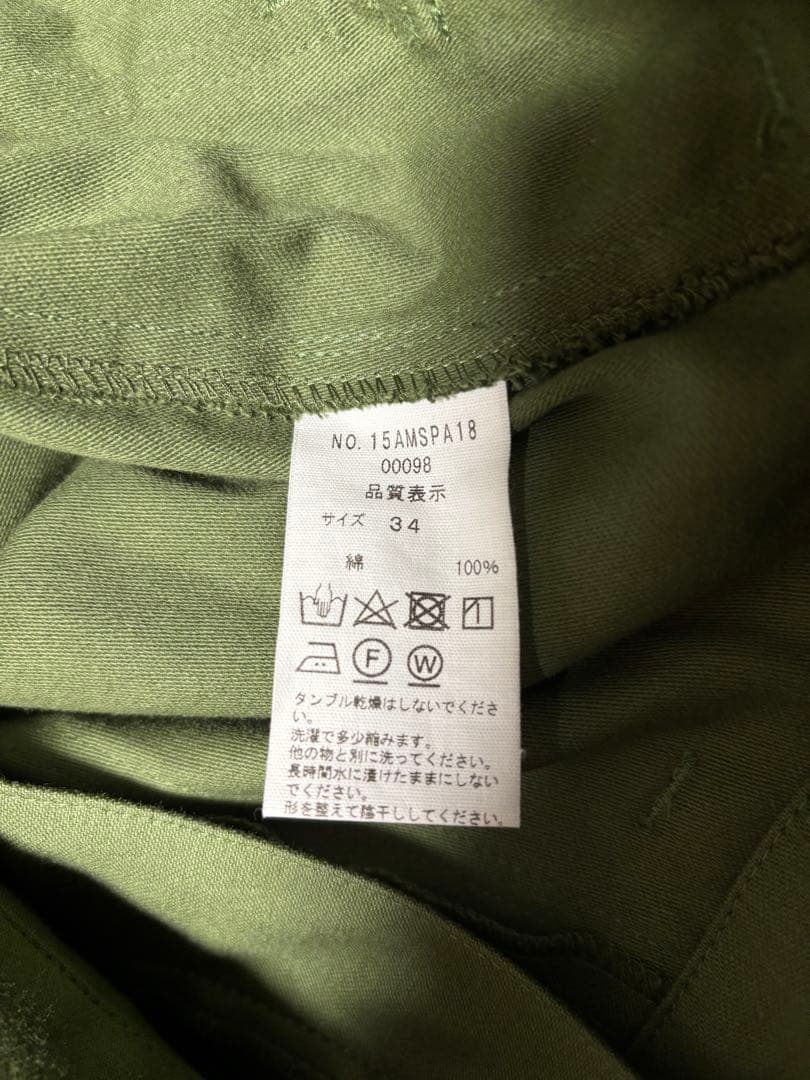 NO. 15AMSPA18
00098
品質表示
サイズ 34
綿 100%
F W
タンブル乾燥はしないでくださ
い。
洗濯で多少縮みます。
他の物と別に洗ってください。
長時間水に漬けたままにしない
でください。
形を整えて陰干ししてください。